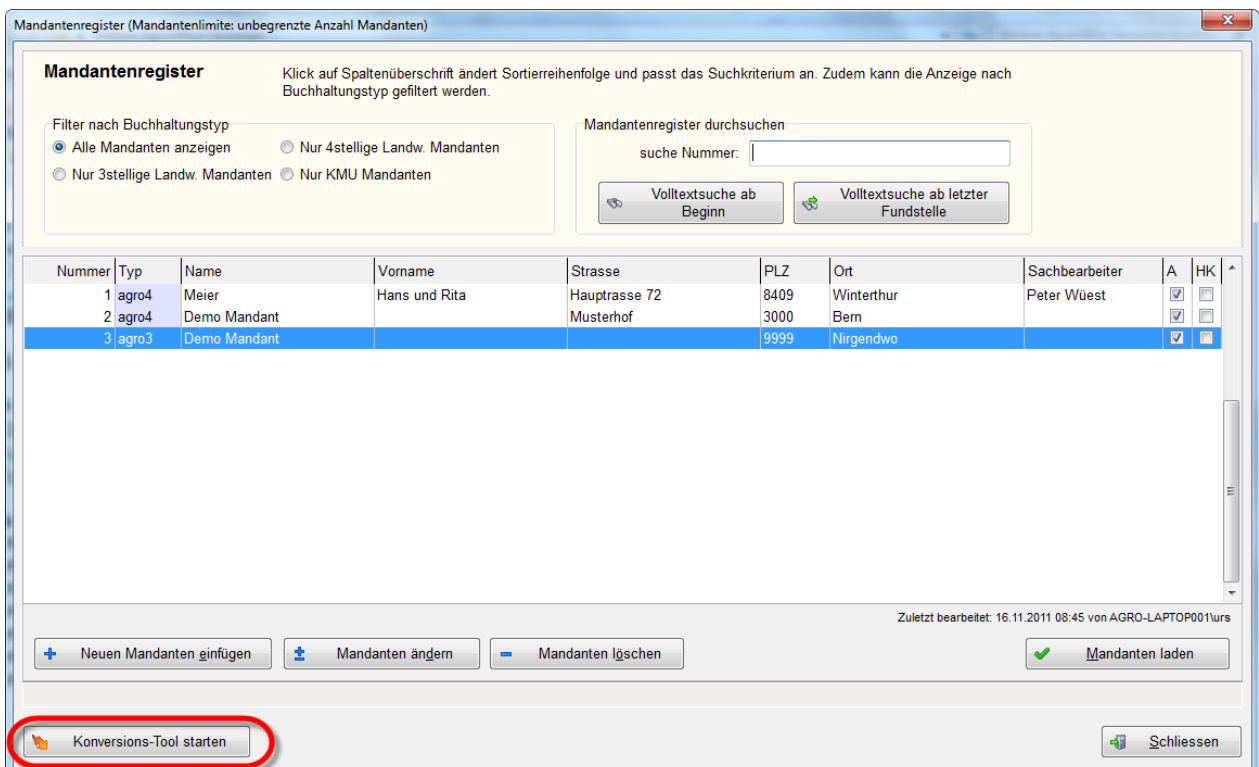 Mandantenregister (Mandantenlimite: unbegrenzte Anzahl Mandanten)
Mandantenregister
Klick auf Spaltenüberschrift ändert Sortierreihenfolge und passt das Suchkriterium an. Zudem kann die Anzeige nach
Buchhaltungstyp gefiltert werden.
Filter nach Buchhaltungstyp
Alle Mandanten anzeigen
Nur 4stellige Landw. Mandanten
Nur 3stellige Landw. Mandanten
Nur KMU Mandanten
Mandantenregister durchsuchen
suche Nummer:
Volltextsuche ab
Beginn
Volltextsuche ab letzter
Fundstelle
Nummer Typ Name Vorname Strasse PLZ Ort Sachbearbeiter A HK
1 agro4 Meier Hans und Rita Hauptrasse 72 8409 Winterthur Peter Wüest
2 agro4 Demo Mandant Musterhof 3000 Bern
3 agro3 Demo Mandant 9999 Nirgendwo
Zuletzt bearbeitet: 16.11.2011 08:45 von AGRO-LAPTOP001\urs
Neuen Mandanten einfügen
Mandanten ändern
Mandanten löschen
Mandanten laden
Konversions-Tool starten
Schliessen